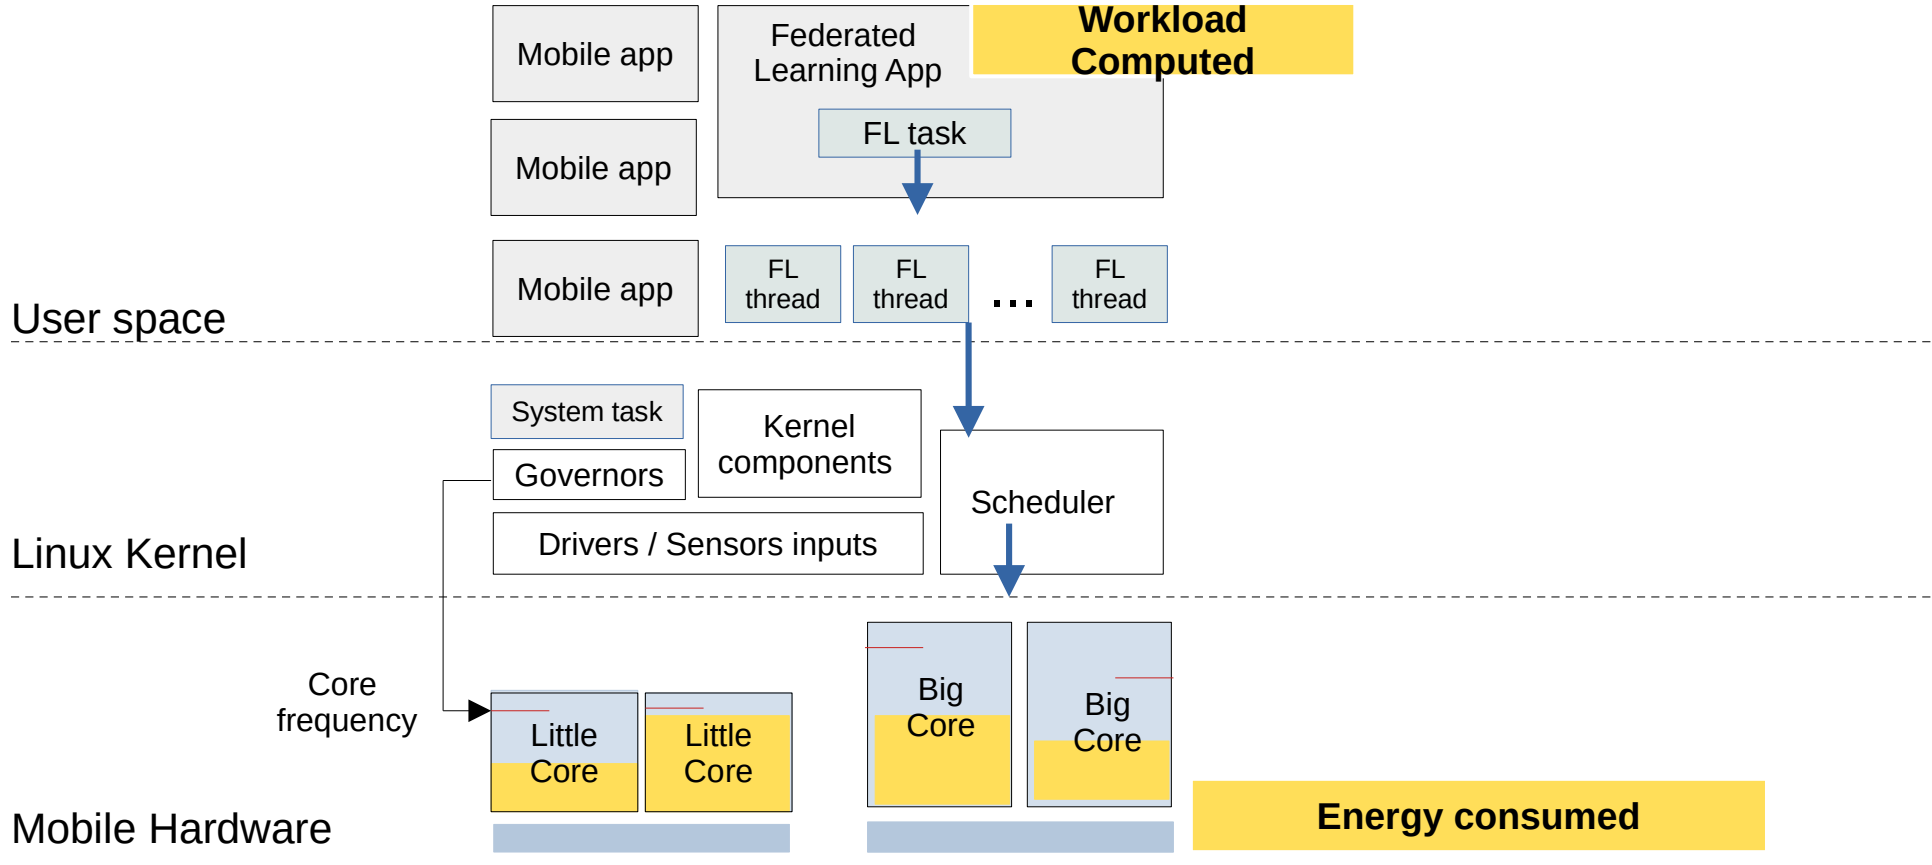 Mobile app
Federated
Learning App
Workload
Computed
FL task
Mobile app
Mobile app
FL
thread
FL
thread
...
FL
thread
User space
System task
Kernel
components
Governors
Scheduler
Drivers / Sensors inputs
Linux Kernel
Core
frequency
Little
Core
Little
Core
Big
Core
Big
Core
Mobile Hardware
Energy consumed